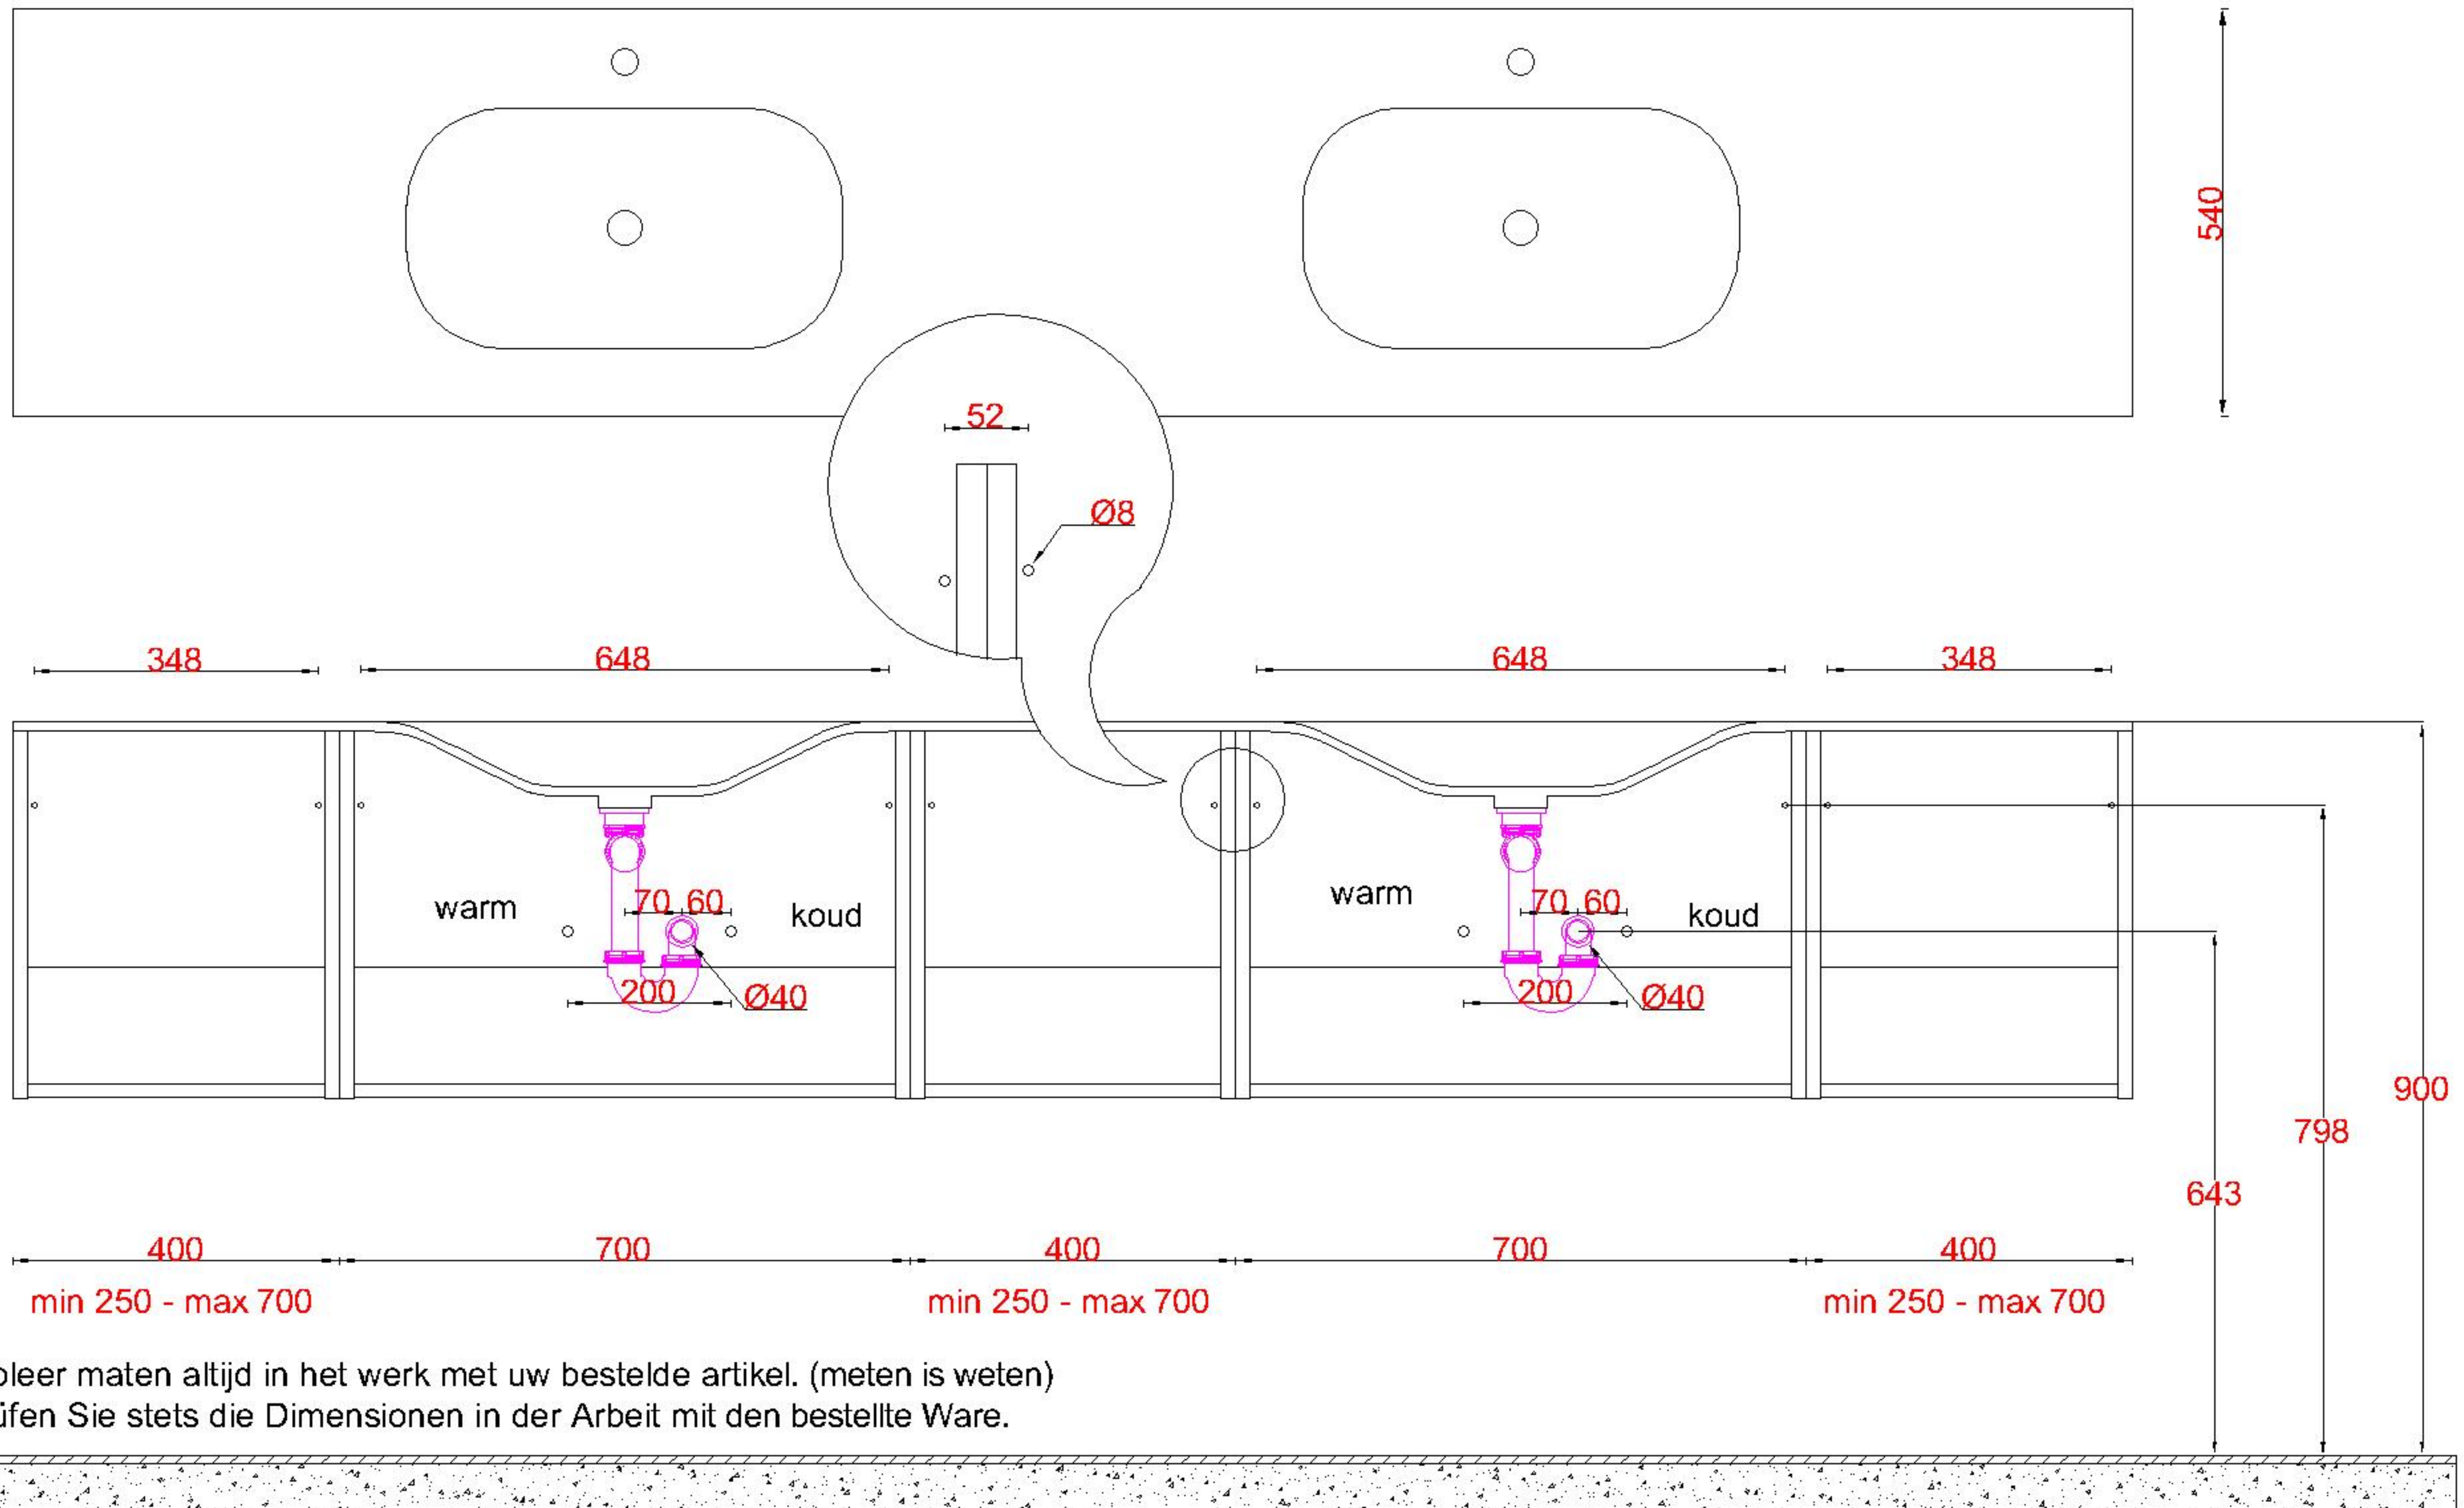 540
52
Ø8
348
648
648
348
warm
70
60
koud
warm
70
60
koud
200
Ø40
200
Ø40
900
798
643
400
700
400
700
400
min 250 - max 700
min 250 - max 700
min 250 - max 700
oleer maten altijd in het werk met uw bestelde artikel. (meten is weten)
üfen Sie stets die Dimensionen in der Arbeit mit den bestellte Ware.